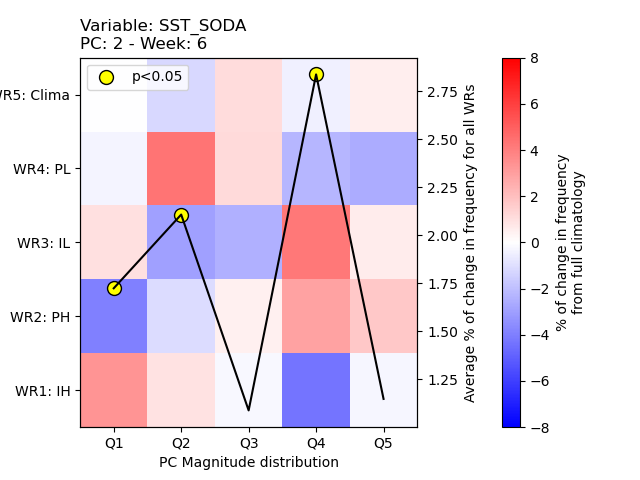 Variable: SST_SODA
PC: 2 - Week: 6
p<0.05
WR5: Clima
WR4: PL
WR3: IL
WR2: PH
WR1: IH
Q1 Q2 Q3 Q4 Q5
PC Magnitude distribution
2.75
2.50
2.25
2.00
1.75
1.50
1.25
Average % of change in frequency for all WRs
8
6
4
2
0
−2
−4
−6
−8
% of change in frequency
from full climatology